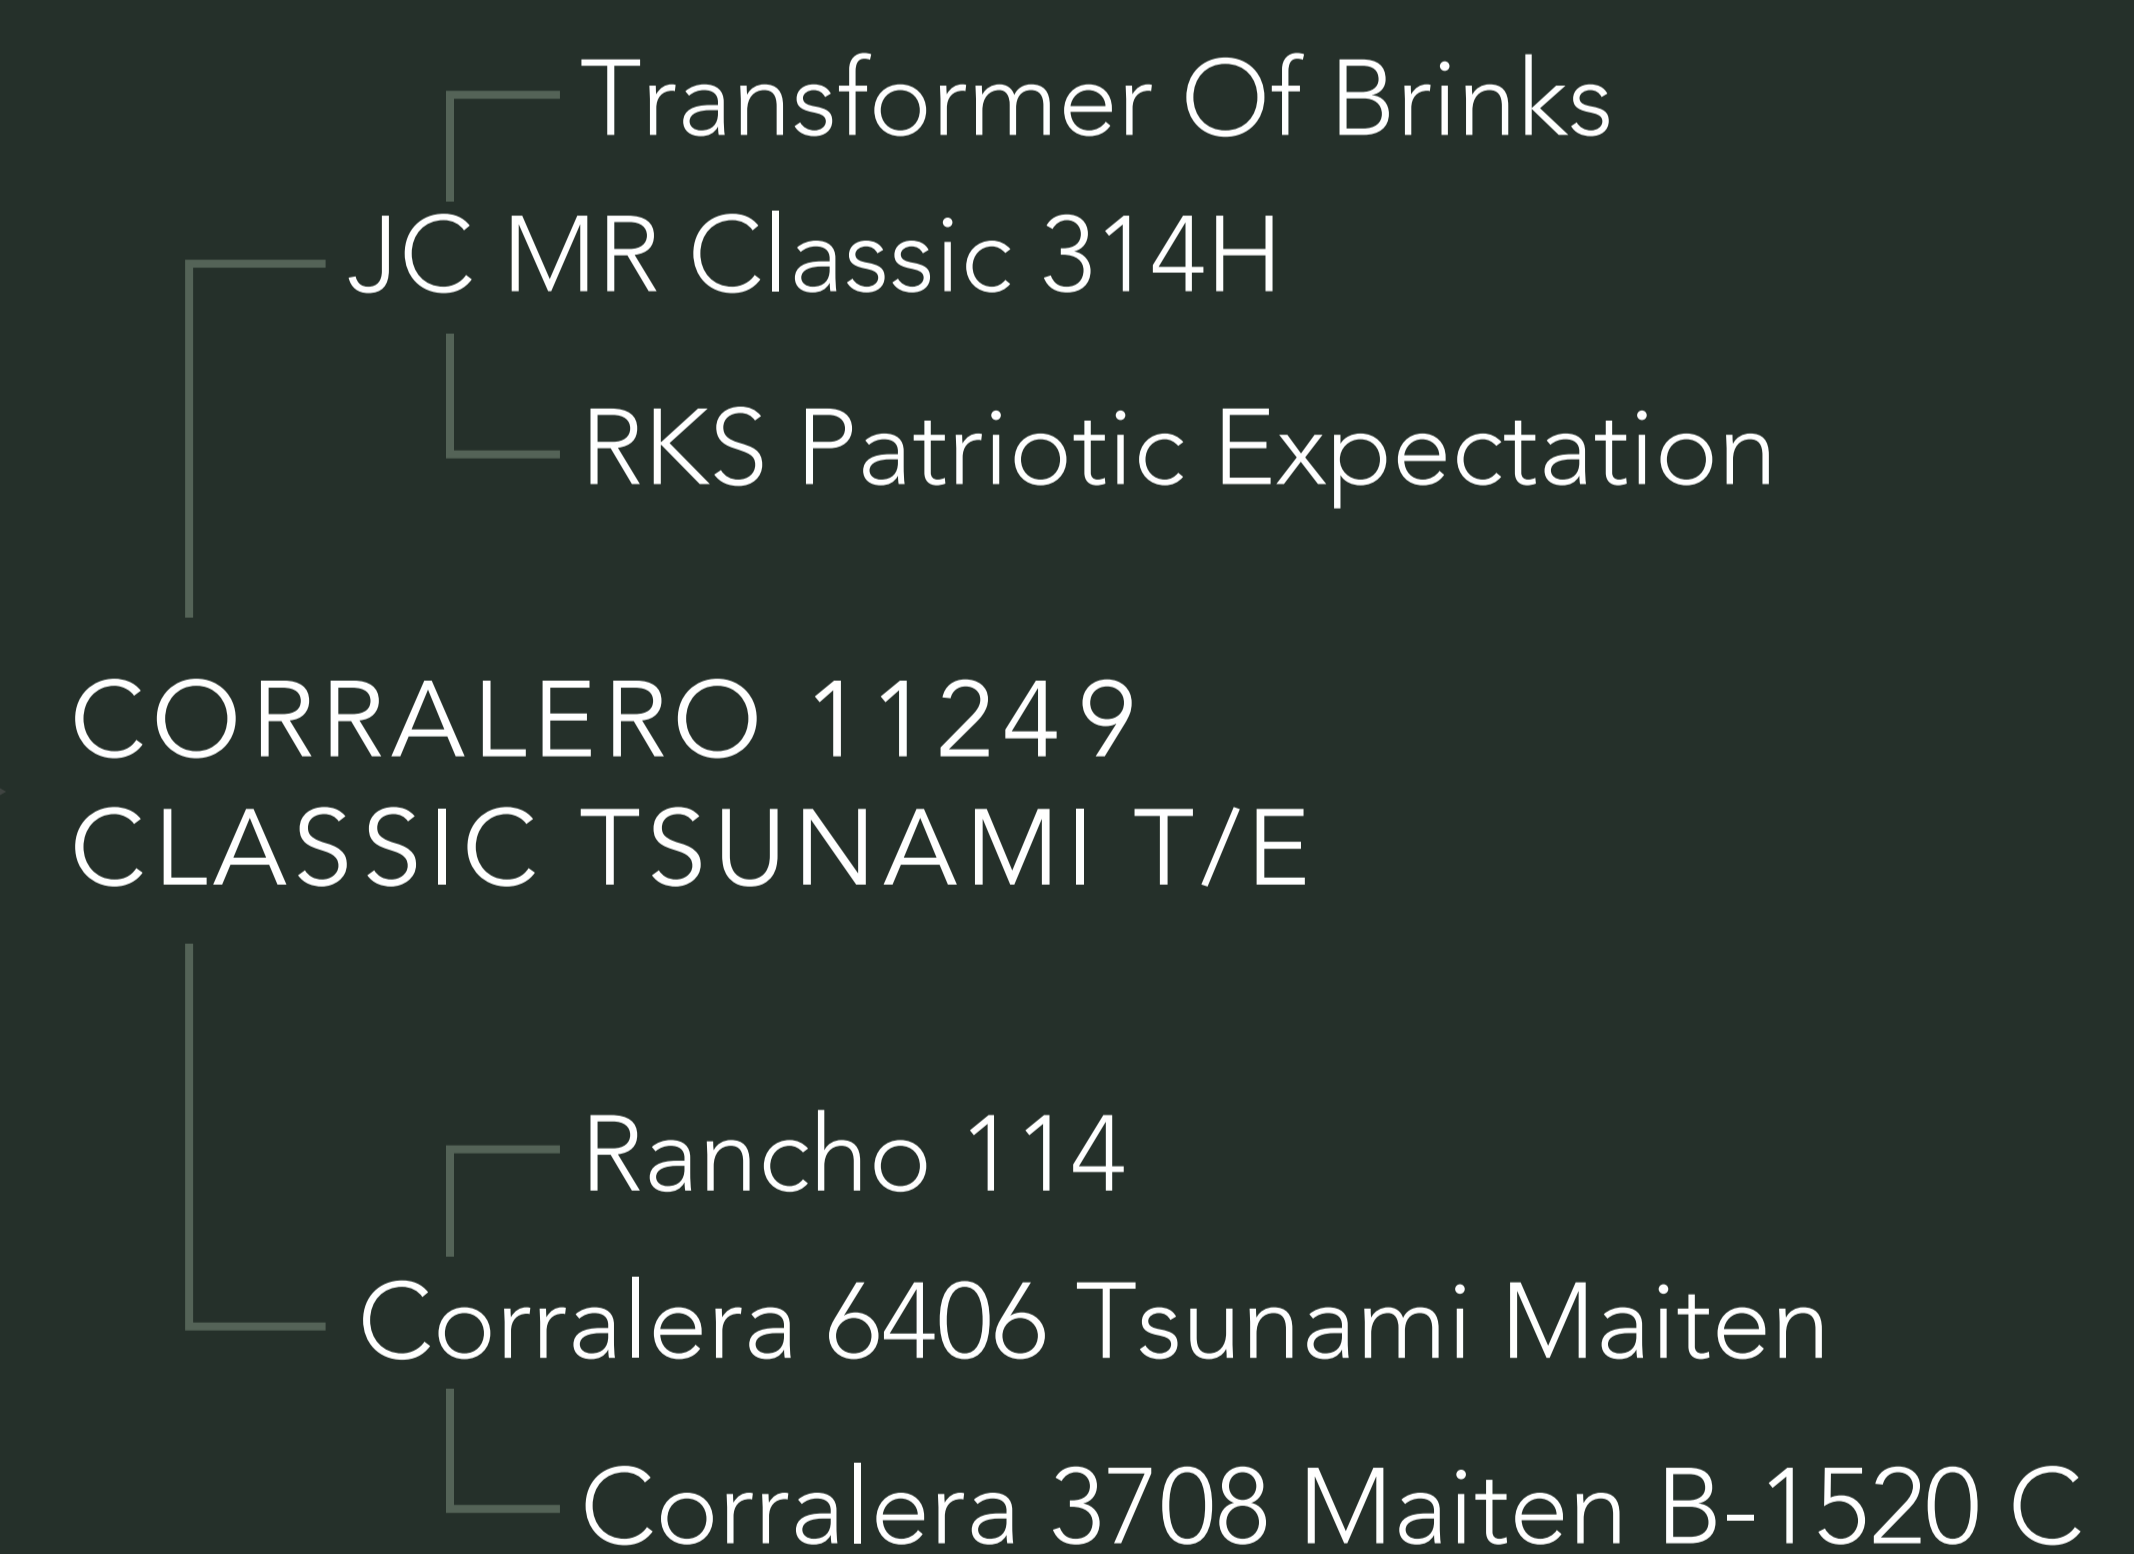 Transformer Of Brinks
JC MR Classic 314H
RKS Patriotic Expectation
CORRALERO 11249
CLASSIC TSUNAMI T/E
Rancho 114
Corralera 6406 Tsunami Maiten
Corralera 3708 Maiten B-1520 C